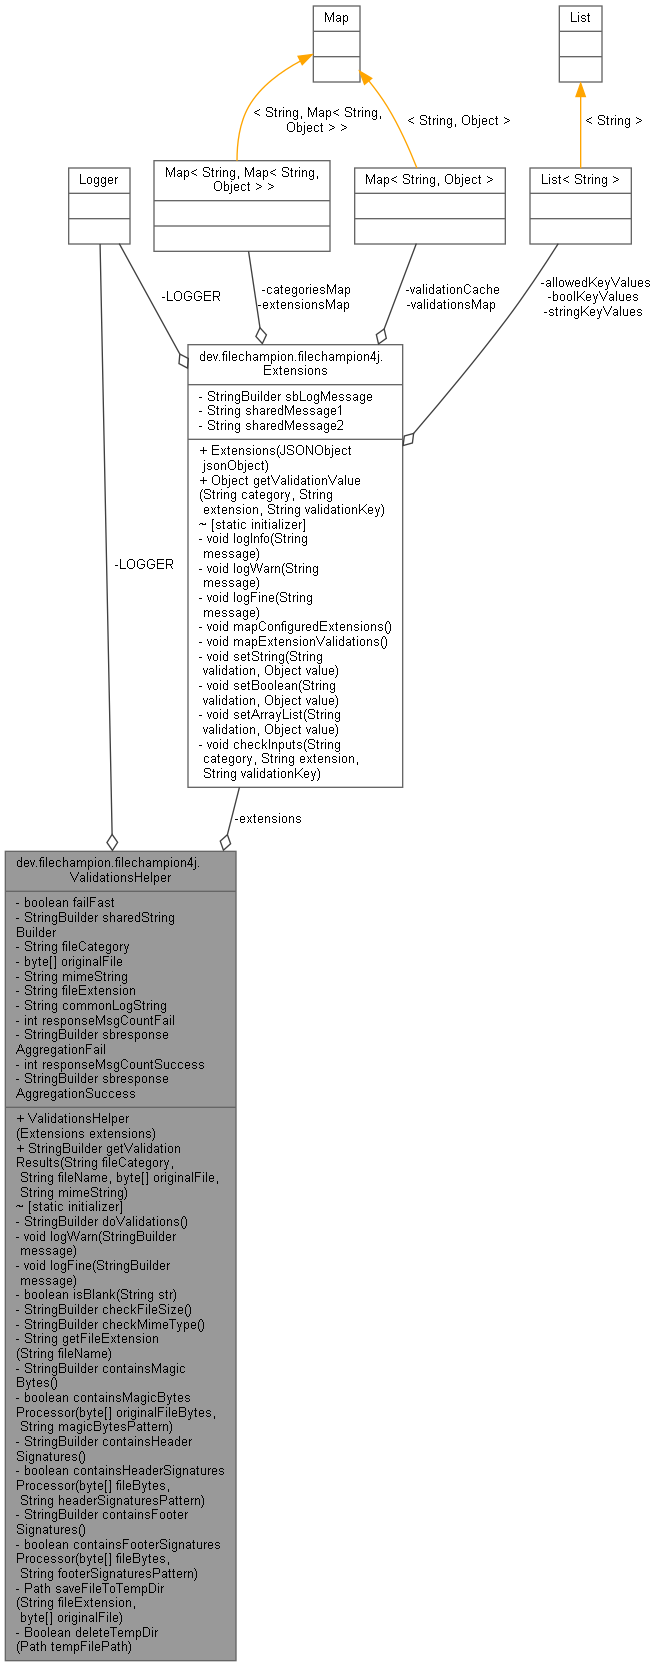 Map
List
< String, Map< String,
Object > >
< String, Object >
< String >
Logger
Map< String, Map< String,
Object > >
Map< String, Object >
List< String >
-LOGGER
-categoriesMap
-extensionsMap
-validationCache
-validationsMap
-allowedKeyValues
-boolKeyValues
-stringKeyValues
dev.filechampion.filechampion4j.
Extensions
- StringBuilder sbLogMessage
- String sharedMessage1
- String sharedMessage2
+ Extensions(JSONObject
jsonObject)
+ Object getValidationValue
(String category, String
extension, String validationKey)
~ [static initializer]
- void logInfo(String
message)
- void logWarn(String
message)
- void logFine(String
message)
- void mapConfiguredExtensions()
- void mapExtensionValidations()
- void setString(String
validation, Object value)
- void setBoolean(String
validation, Object value)
- void setArrayList(String
validation, Object value)
- void checkInputs(String
category, String extension,
String validationKey)
-LOGGER
-extensions
dev.filechampion.filechampion4j.
ValidationsHelper
- boolean failFast
- StringBuilder sharedString
Builder
- String fileCategory
- byte[] originalFile
- String mimeString
- String fileExtension
- String commonLogString
- int responseMsgCountFail
- StringBuilder sbresponse
AggregationFail
- int responseMsgCountSuccess
- StringBuilder sbresponse
AggregationSuccess
+ ValidationsHelper
(Extensions extensions)
+ StringBuilder getValidation
Results(String fileCategory,
String fileName, byte[] originalFile,
String mimeString)
~ [static initializer]
- StringBuilder doValidations()
- void logWarn(StringBuilder
message)
- void logFine(StringBuilder
message)
- boolean isBlank(String str)
- StringBuilder checkFileSize()
- StringBuilder checkMimeType()
- String getFileExtension
(String fileName)
- StringBuilder containsMagic
Bytes()
- boolean containsMagicBytes
Processor(byte[] originalFileBytes,
String magicBytesPattern)
- StringBuilder containsHeader
Signatures()
- boolean containsHeaderSignatures
Processor(byte[] fileBytes,
String headerSignaturesPattern)
- StringBuilder containsFooter
Signatures()
- boolean containsFooterSignatures
Processor(byte[] fileBytes,
String footerSignaturesPattern)
- Path saveFileToTempDir
(String fileExtension,
byte[] originalFile)
- Boolean deleteTempDir
(Path tempFilePath)